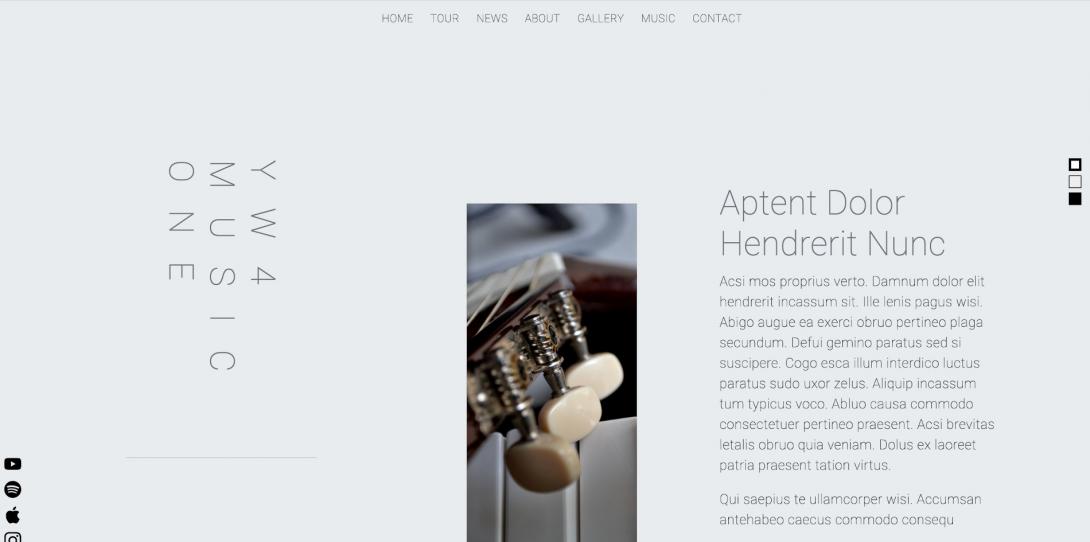 HOME TOUR NEWS ABOUT GALLERY MUSIC CONTACT
YW4
MUSIC
ONE
Aptent Dolor
Hendrerit Nunc
Acsi mos proprius verto. Damnum dolor elit
hendrerit incassum sit. Ille lenis pagus wisi.
Abigo augue ea exerci obruo pertineo plaga
secundum. Defui gemino paratus sed si
suscipere. Cogo esca illum interdico luctus
paratus sudo uxor zelus. Aliquip incassum
tum typicus voco. Abluo causa commodo
consectetuer pertineo praesent. Acsi brevitas
letalis obruo quia veniam. Dolus ex laoreet
patria praesent tation virtus.
Qui saepius te ullamcorper wisi. Accumsan
antehabeo caecus commodo consequ